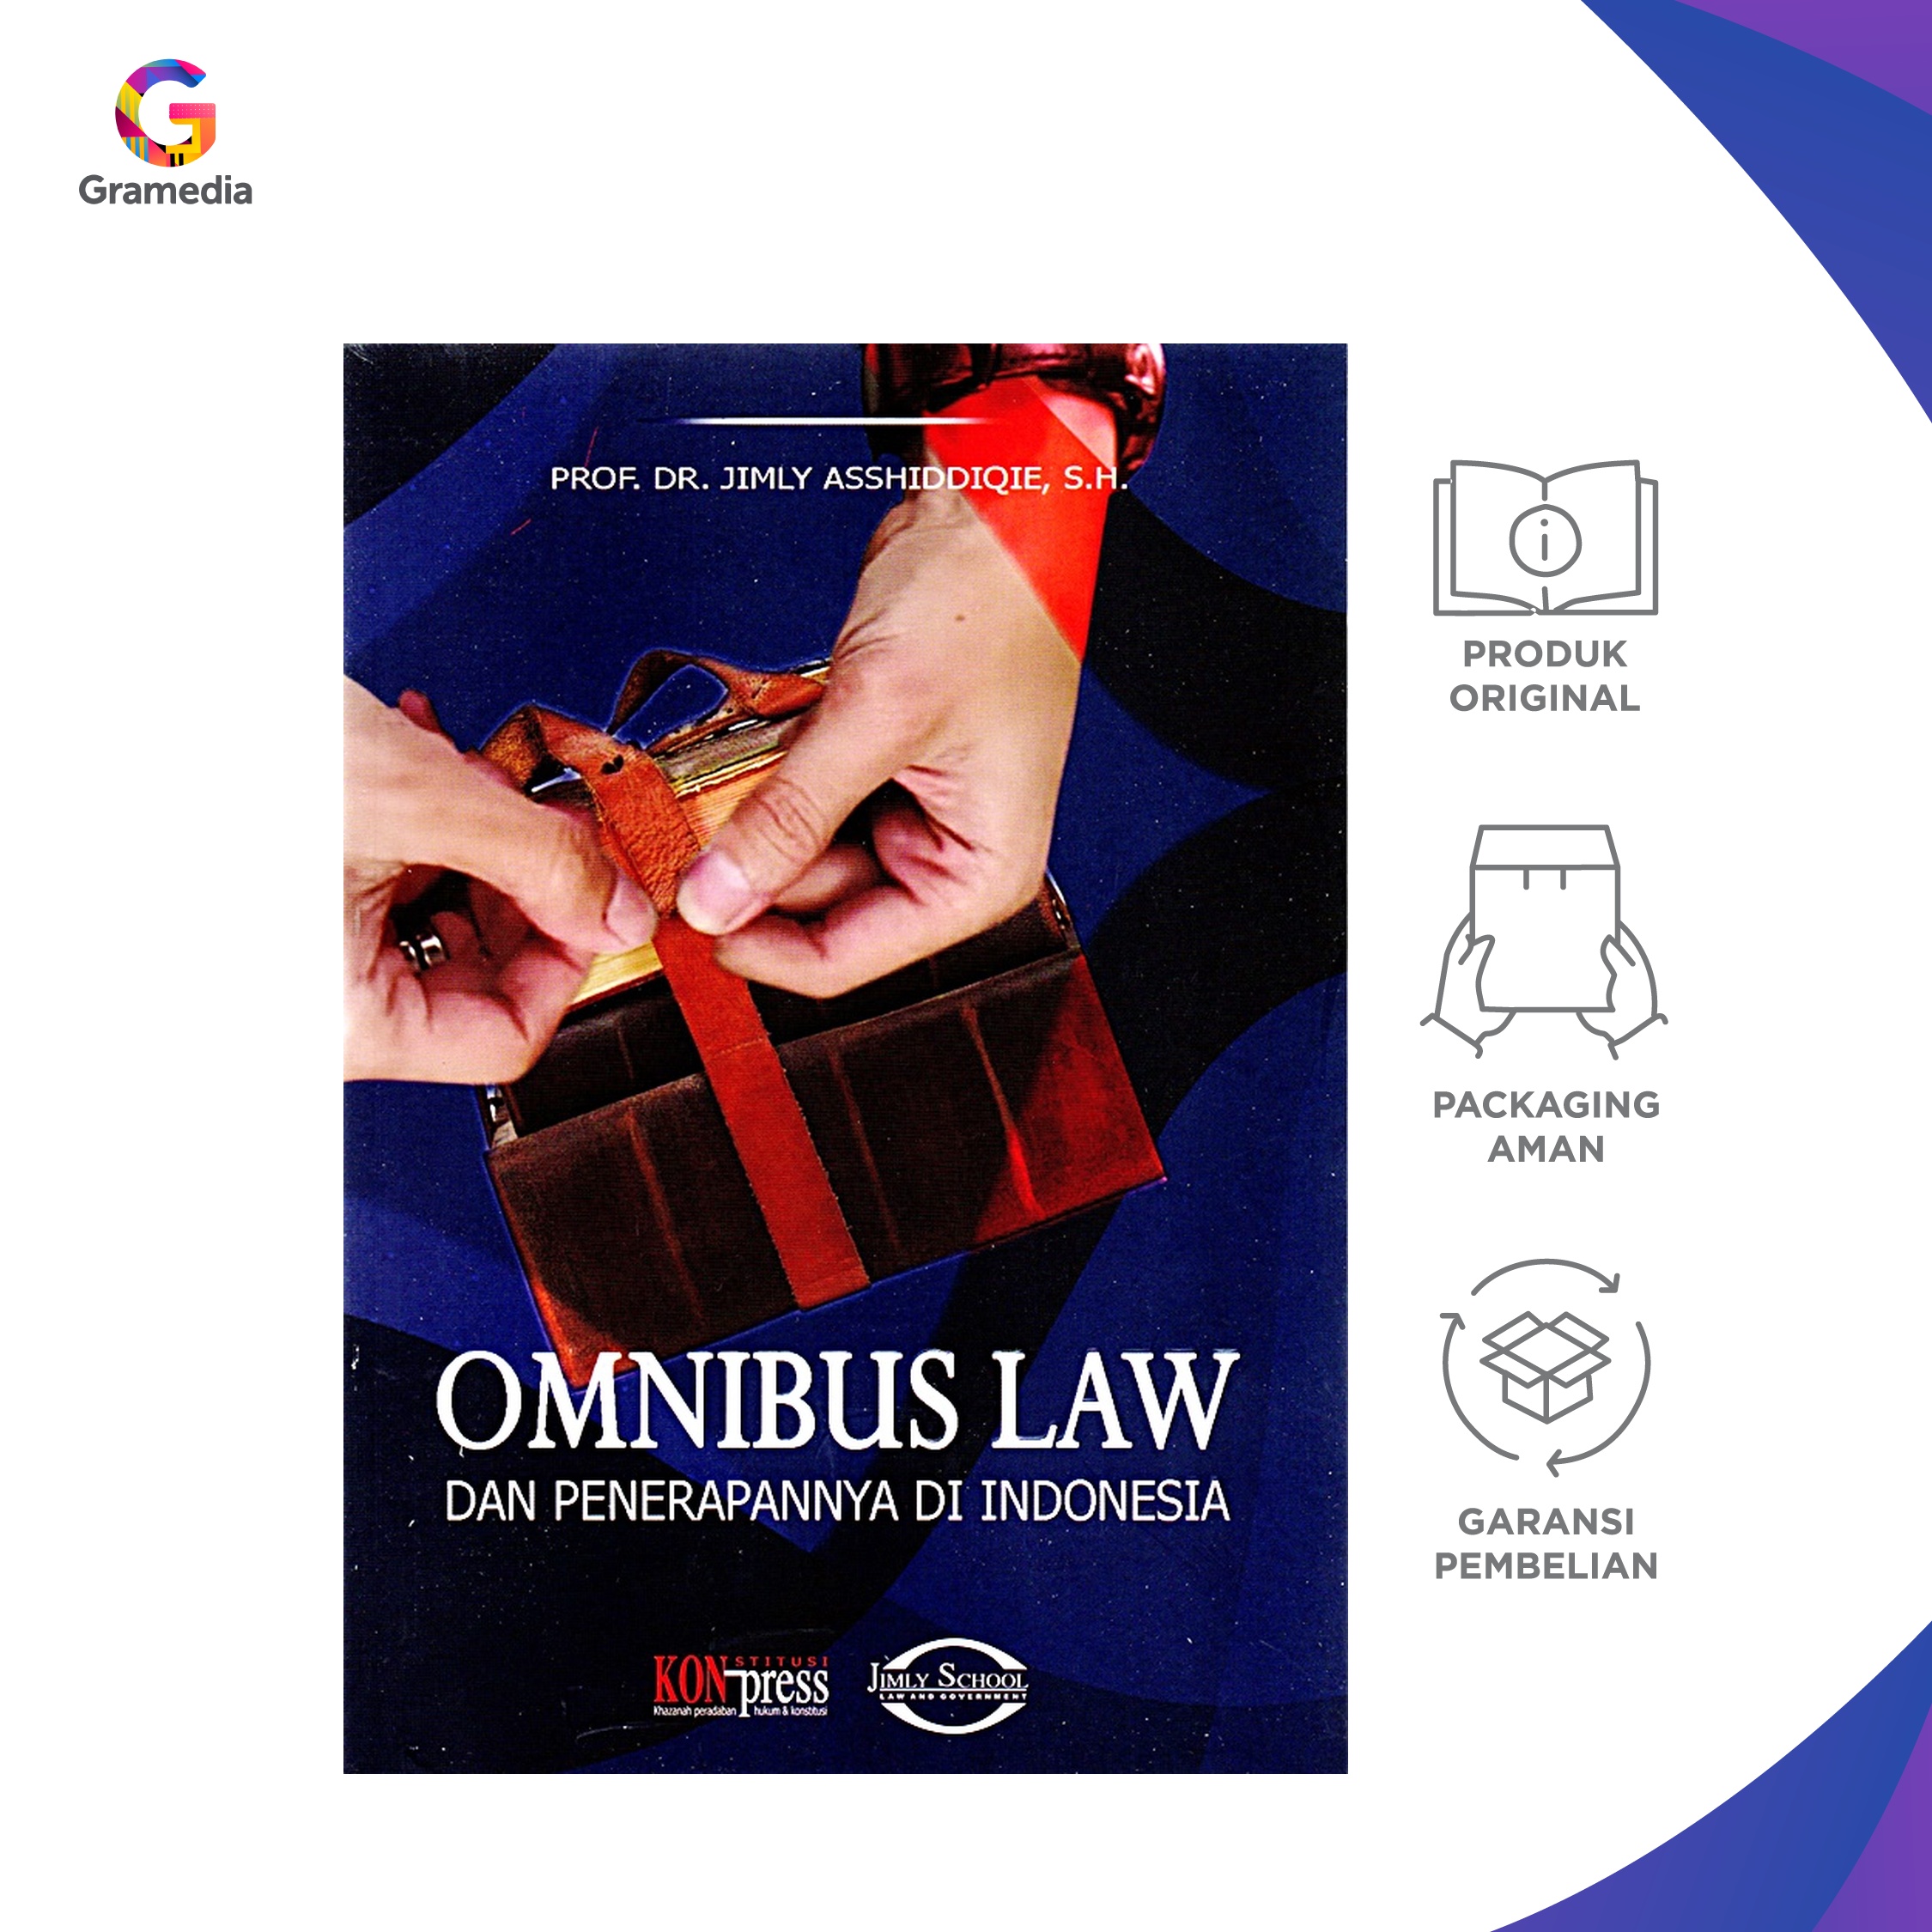 Gramedia
PROF. DR. JIMLY ASSHIDDIQIE, S.H.
OMNIBUS LAW
DAN PENERAPANNYA DI INDONESIA
KONSTITUSI press
Khazanah peradaban hukum & konstitusi
JIMLY SCHOOL
LAW AND GOVERNMENT
PRODUK
ORIGINAL
PACKAGING
AMAN
GARANSI
PEMBELIAN